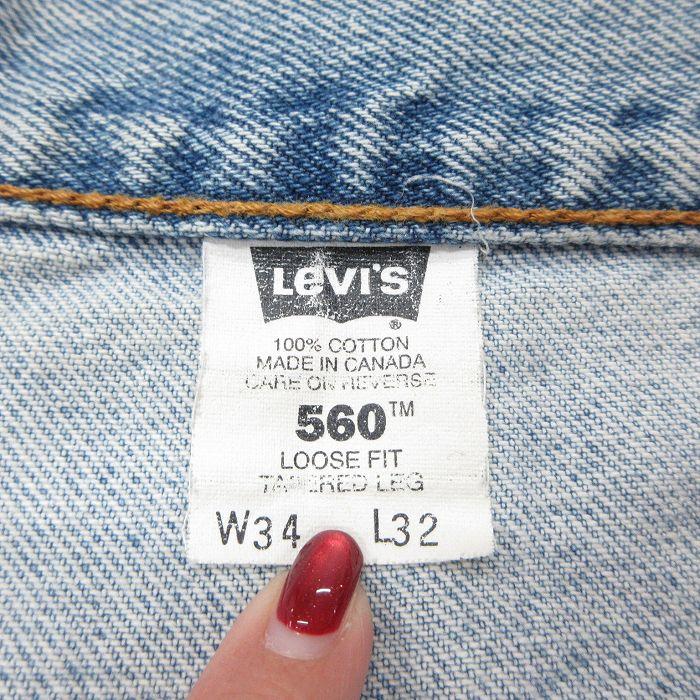 Levi's
®
100% COTTON
MADE IN CANADA
CARE ON REVERSE
560™
LOOSE FIT
TAPERED LEG
W34 L32